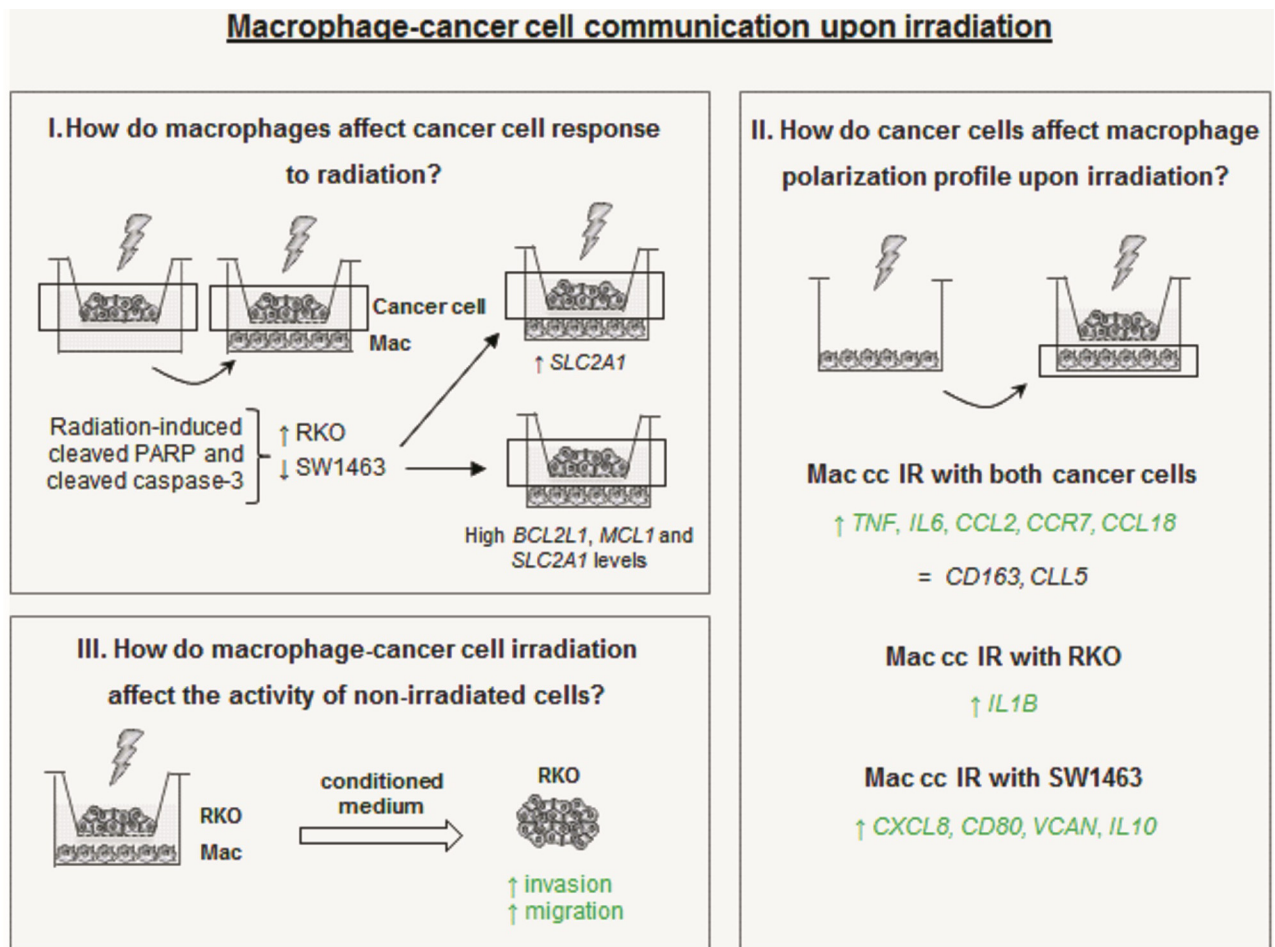 Macrophage-cancer cell communication upon irradiation
I. How do macrophages affect cancer cell response
to radiation?
Cancer cell
Mac
↑ SLC2A1
Radiation-induced
cleaved PARP and
cleaved caspase-3
↑ RKO
↓ SW1463
High BCL2L1, MCL1 and
SLC2A1 levels
II. How do cancer cells affect macrophage
polarization profile upon irradiation?
Mac cc IR with both cancer cells
↑ TNF, IL6, CCL2, CCR7, CCL18
= CD163, CLL5
Mac cc IR with RKO
↑ IL1B
Mac cc IR with SW1463
↑ CXCL8, CD80, VCAN, IL10
III. How do macrophage-cancer cell irradiation
affect the activity of non-irradiated cells?
RKO
Mac
conditioned
medium
RKO
↑ invasion
↑ migration